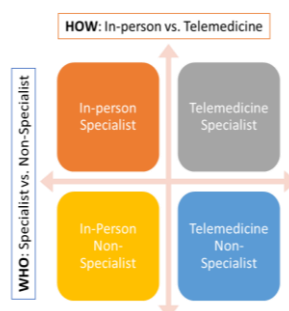 HOW: In-person vs. Telemedicine
WHO: Specialist vs. Non-Specialist
In-person
Specialist
Telemedicine
Specialist
In-Person
Non-
Specialist
Telemedicine
Non-
Specialist